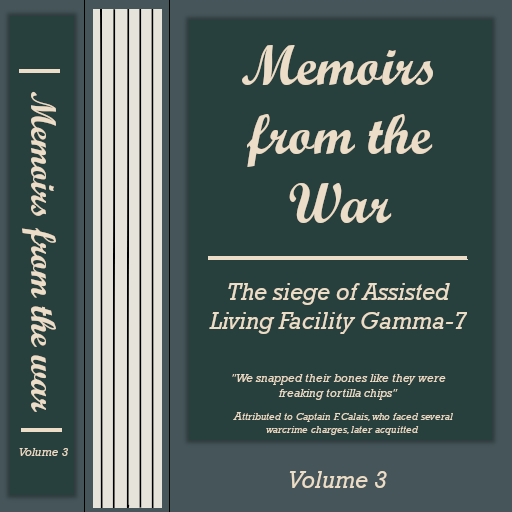 Memoirs from the war
Volume 3
Memoirs
from the
War
The siege of Assisted
Living Facility Gamma-7
"We snapped their bones like they were
freaking tortilla chips"
Attributed to Captain F. Calais, who faced several
warcrime charges, later acquitted
Volume 3